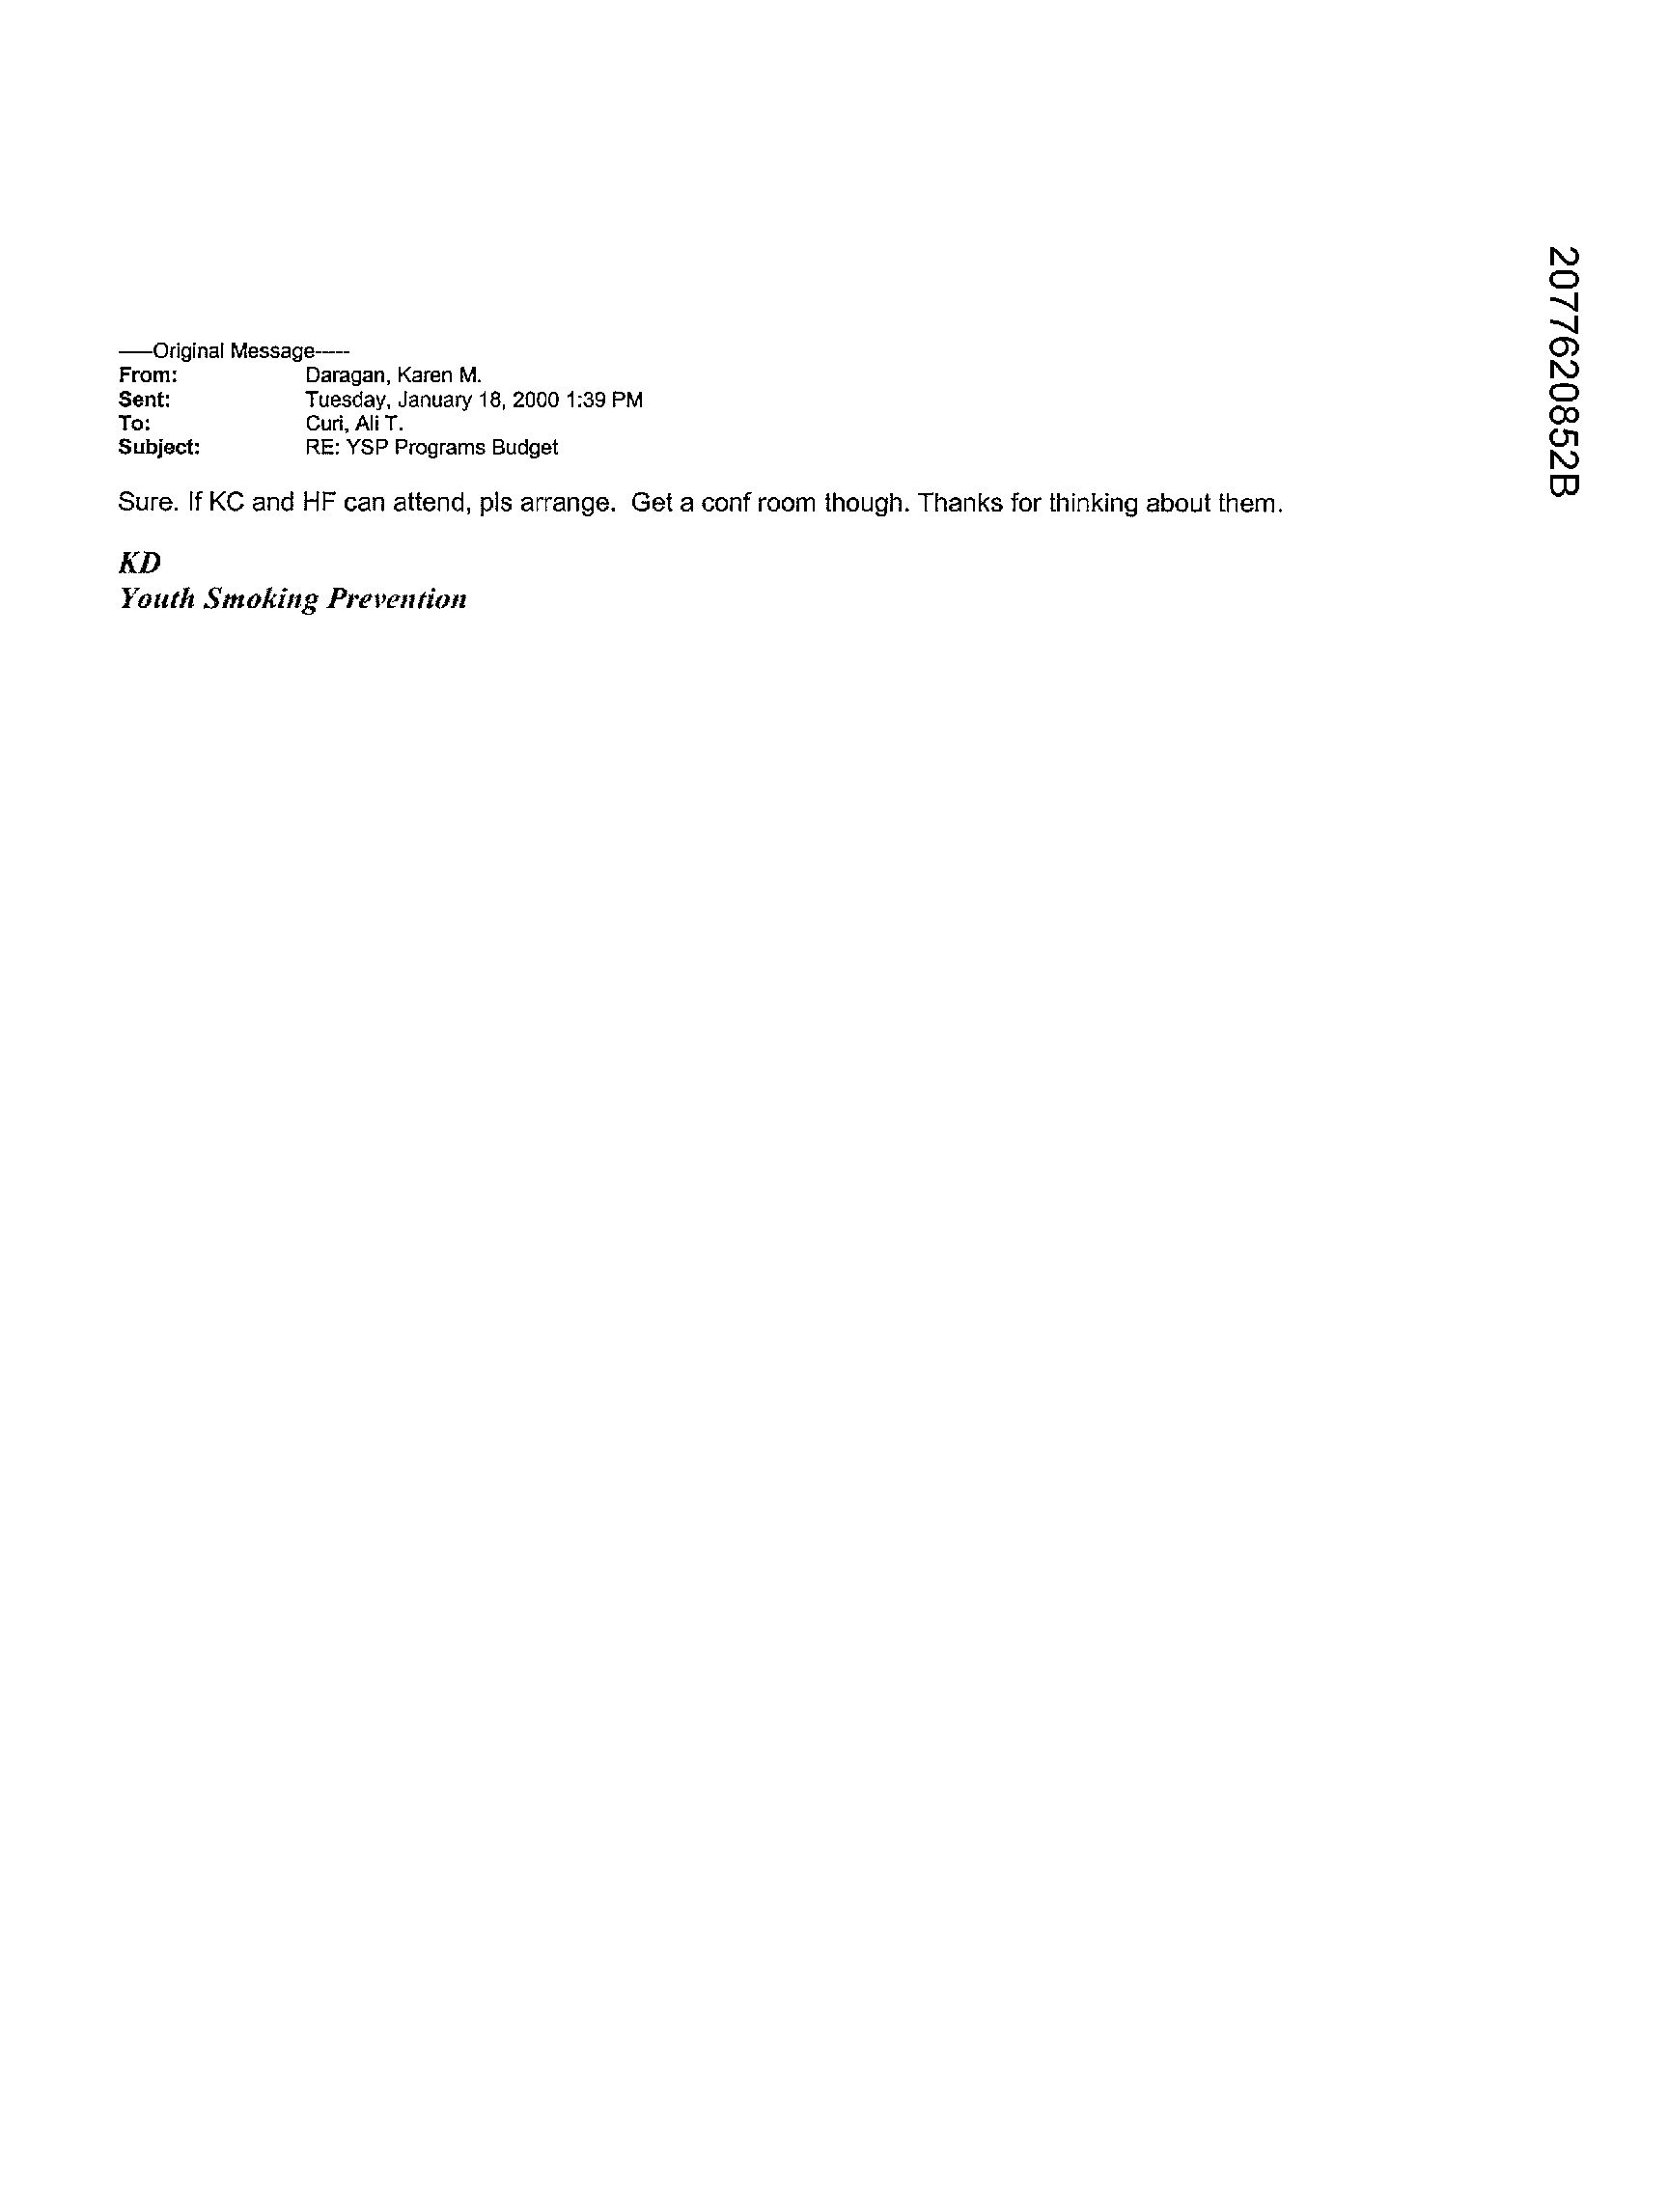 -----Original Message-----
From: Daragan, Karen M.
Sent: Tuesday, January 18, 2000 1:39 PM
To: Curi, Ali T.
Subject: RE: YSP Programs Budget
Sure. If KC and HF can attend, pls arrange. Get a conf room though. Thanks for thinking about them.
KD
Youth Smoking Prevention
2077620852B